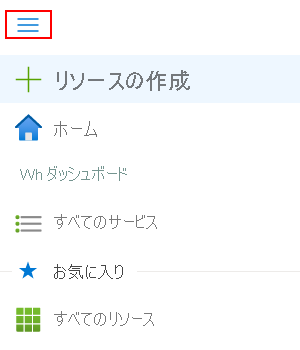 リソースの作成
ホーム
Wh ダッシュボード
すべてのサービス
お気に入り
すべてのリソース